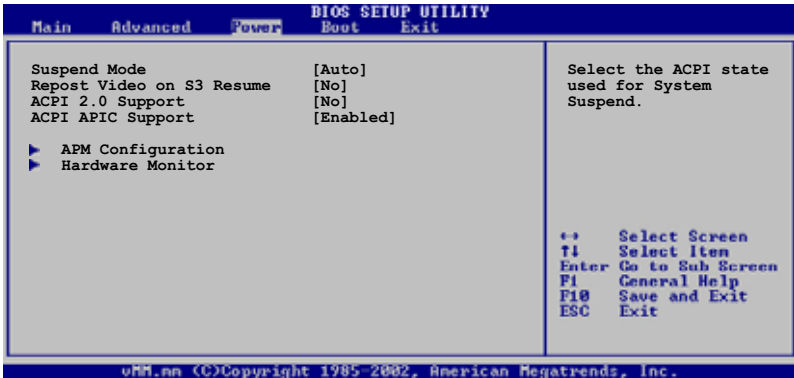 BIOS SETUP UTILITY
Main Advanced Power Boot Exit
Suspend Mode [Auto]
Repost Video on S3 Resume [No]
ACPI 2.0 Support [No]
ACPI APIC Support [Enabled]
APM Configuration
Hardware Monitor
Select the ACPI state
used for System
Suspend.
↔ Select Screen
↑↓ Select Item
Enter Go to Sub Screen
F1 General Help
F10 Save and Exit
ESC Exit
vMM.mm (C)Copyright 1985-2002, American Megatrends, Inc.